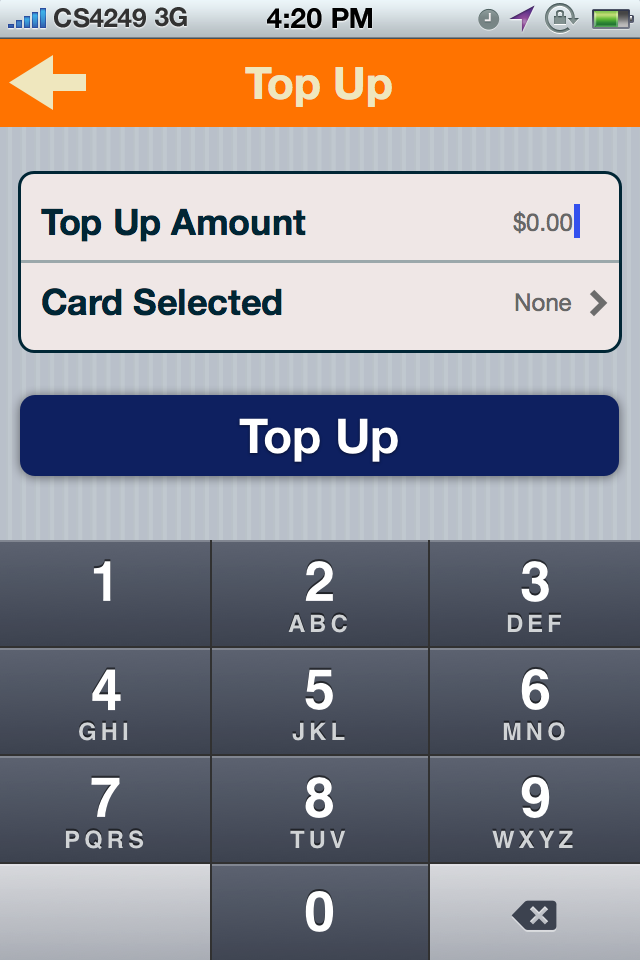 CS4249 3G 4:20 PM
Top Up
Top Up Amount $0.00
Card Selected None
Top Up
1 2 3
ABC DEF
4 5 6
GHI JKL MNO
7 8 9
PQRS TUV WXYZ
0